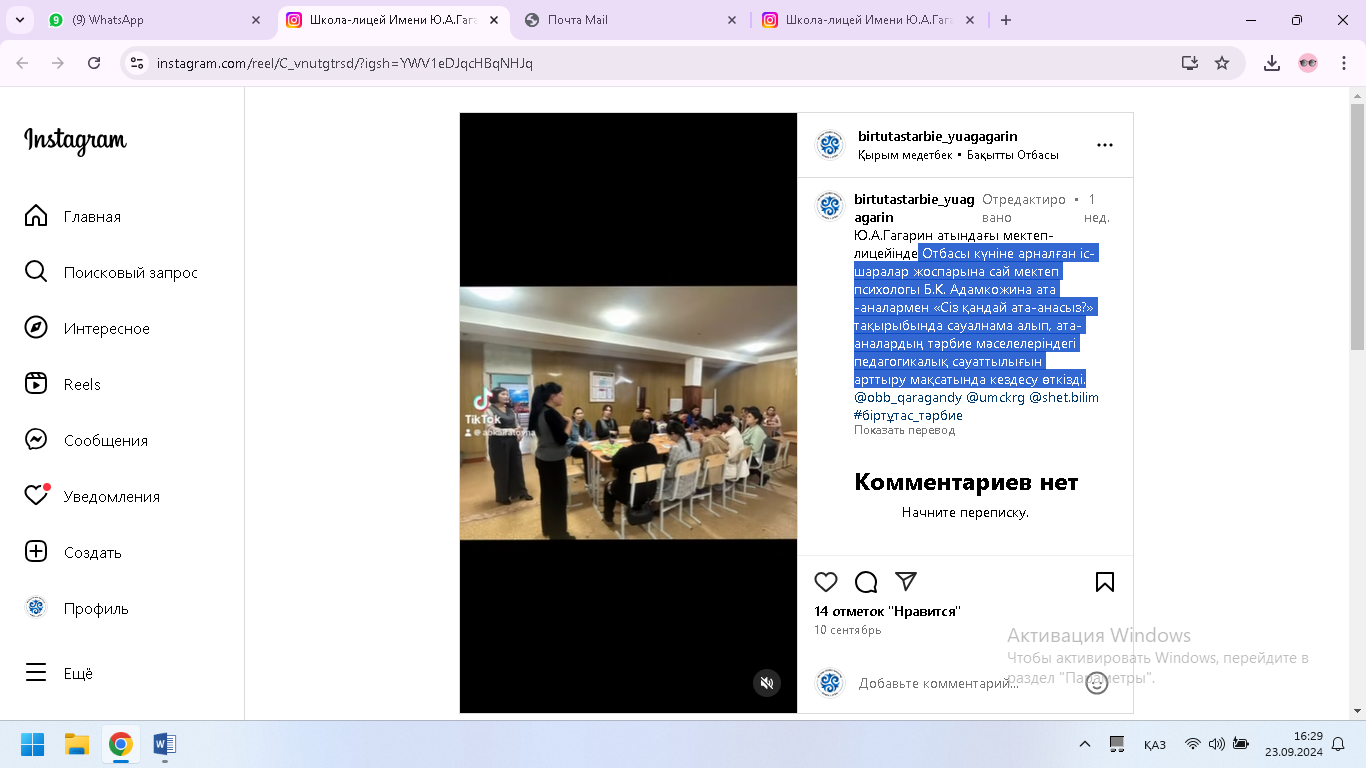 (9) WhatsApp
Школа-лицей Имени Ю.А.Гага
Почта Mail
Школа-лицей Имени Ю.А.Гага
instagram.com/reel/C_vnutgtrsd/?igsh=YWV1eDJqcHBqNHJq
Instagram
Главная
Поисковый запрос
Интересное
Reels
Сообщения
Уведомления
Создать
Профиль
Ещё
TikTok
birtutastarbie_yuagagarin
Қырым медетбек • Бақытты Отбасы
birtutastarbie_yuag
agarin
Отредактиро
вано
•
1
нед.
Ю.А.Гагарин атындағы мектеп-
лицейінде Отбасы күніне арналған іс-
шаралар жоспарына сай мектеп
психологы Б.К. Адамкожина ата
-аналармен «Сіз қандай ата-анасыз?»
тақырыбында сауалнама алып, ата-
аналардың тәрбие мәселелеріндегі
педагогикалық сауаттылығын
арттыру мақсатында кездесу өткізді.
@obb_qaragandy @umckrg @shet.bilim
#біртұтас_тәрбие
Показать перевод
Комментариев нет
Начните переписку.
14 отметок "Нравится"
10 сентябрь
Добавьте комментарий...
Активация Windows
Чтобы активировать Windows, перейдите в
раздел "Параметры".
ҚАЗ
16:29
23.09.2024